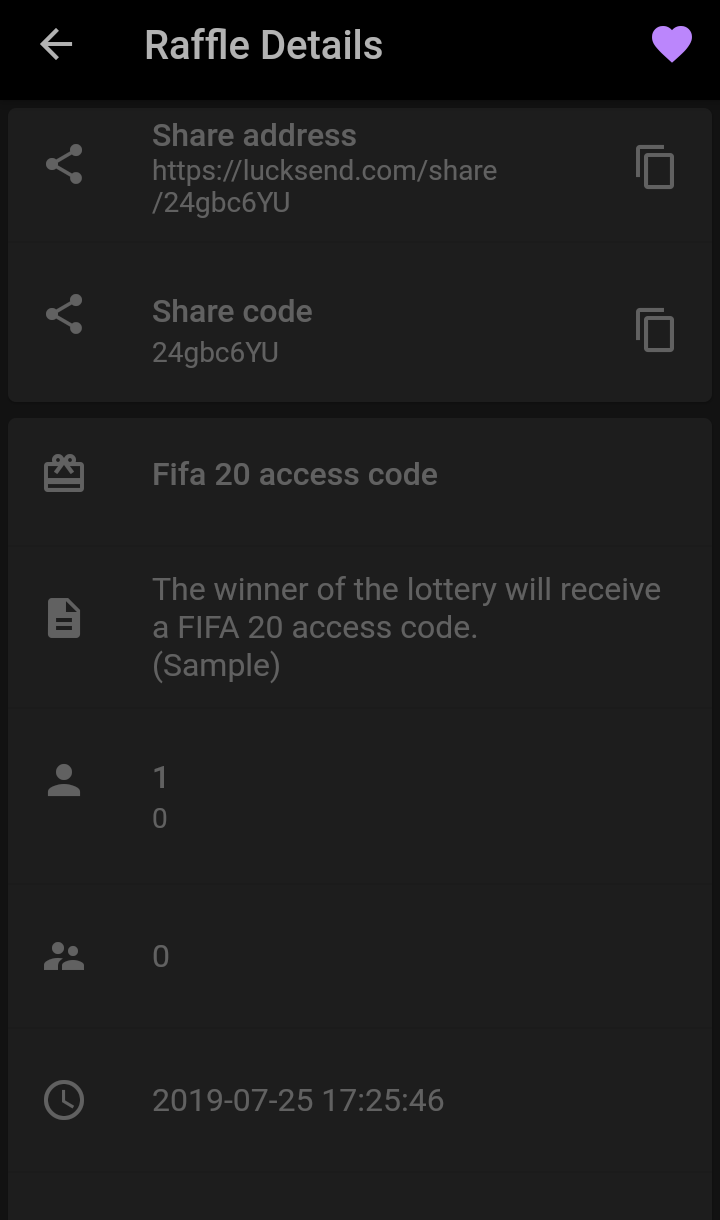 Raffle Details
Share address
https://lucksend.com/share
/24gbc6YU
Share code
24gbc6YU
Fifa 20 access code
The winner of the lottery will receive
a FIFA 20 access code.
(Sample)
1
0
0
2019-07-25 17:25:46